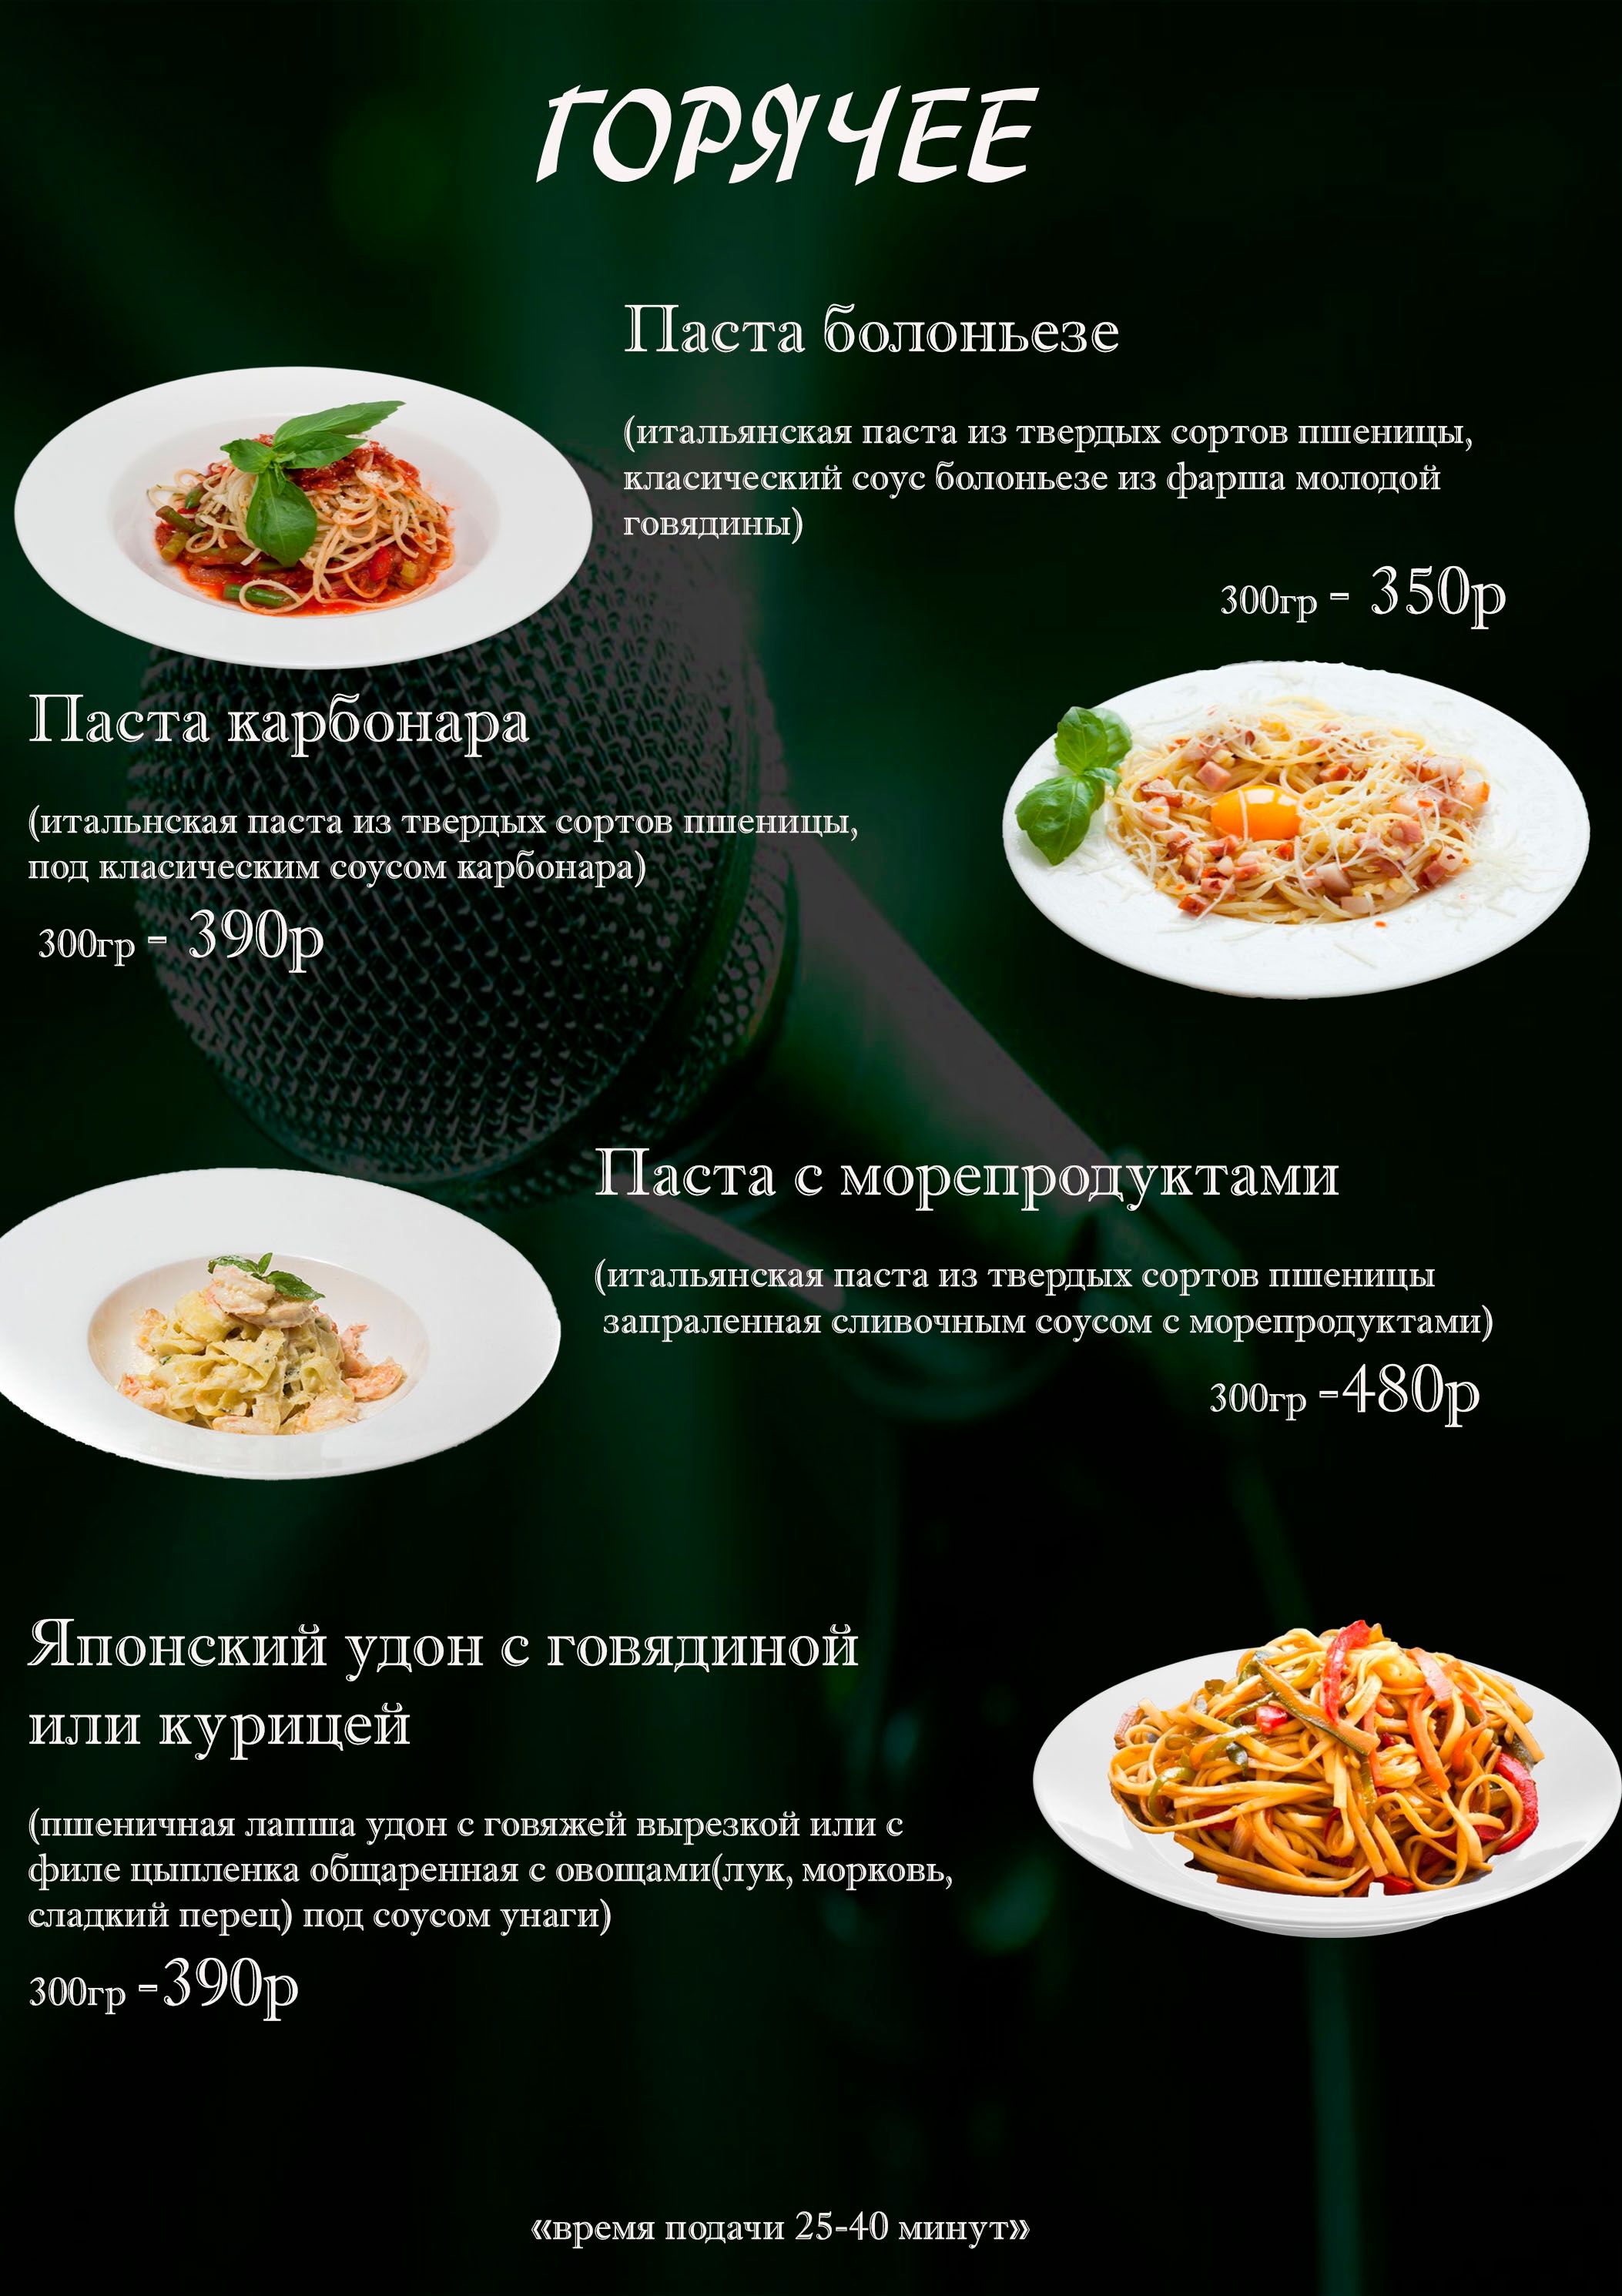 ГОРЯЧЕЕ
Паста болоньезе
(итальянская паста из твердых сортов пшеницы,
класический соус болоньезе из фарша молодой
говядины)
300гр - 350р
Паста карбонара
(итальнская паста из твердых сортов пшеницы,
под класическим соусом карбонара)
300гр - 390р
Паста с морепродуктами
(итальянская паста из твердых сортов пшеницы
запраленная сливочным соусом с морепродуктами)
300гр -480р
Японский удон с говядиной
или курицей
(пшеничная лапша удон с говяжей вырезкой или с
филе цыпленка общаренная с овощами(лук, морковь,
сладкий перец) под соусом унаги)
300гр -390р
«время подачи 25-40 минут»